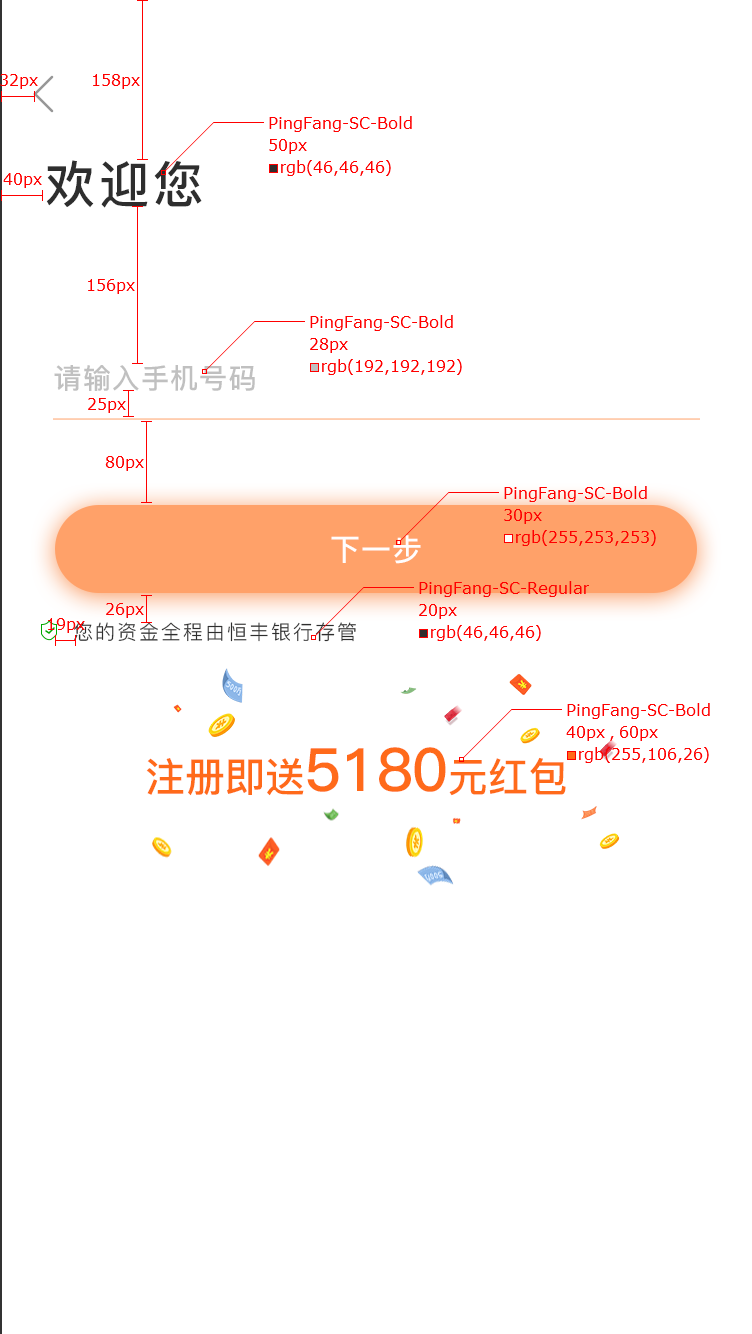 158px
32px
PingFang-SC-Bold
50px
rgb(46,46,46)
40px
欢迎您
156px
PingFang-SC-Bold
28px
rgb(192,192,192)
请输入手机号码
25px
80px
PingFang-SC-Bold
30px
rgb(255,253,253)
下一步
PingFang-SC-Regular
20px
rgb(46,46,46)
26px
19px
您的资金全程由恒丰银行存管
PingFang-SC-Bold
40px , 60px
rgb(255,106,26)
注册即送5180元红包